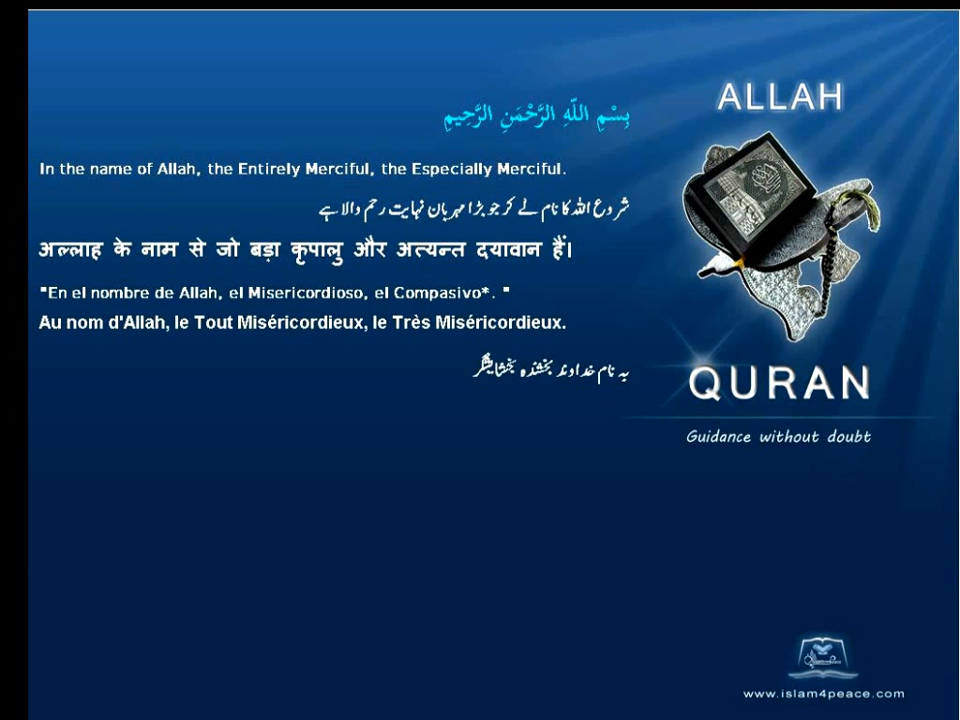 بِسْمِ اللّهِ الرَّحْمَنِ الرَّحِيمِ
In the name of Allah, the Entirely Merciful, the Especially Merciful.
شروع اللہ کا نام لے کر جو بڑا مہربان نہایت رحم والا ہے
अल्लाह के नाम से जो बड़ा कृपालु और अत्यन्त दयावान हैं।
"En el nombre de Allah, el Misericordioso, el Compasivo*. "
Au nom d'Allah, le Tout Miséricordieux, le Très Miséricordieux.
به نام خداوند بخشنده بخشایشگر
ALLAH
QURAN
Guidance without doubt
www.islam4peace.com